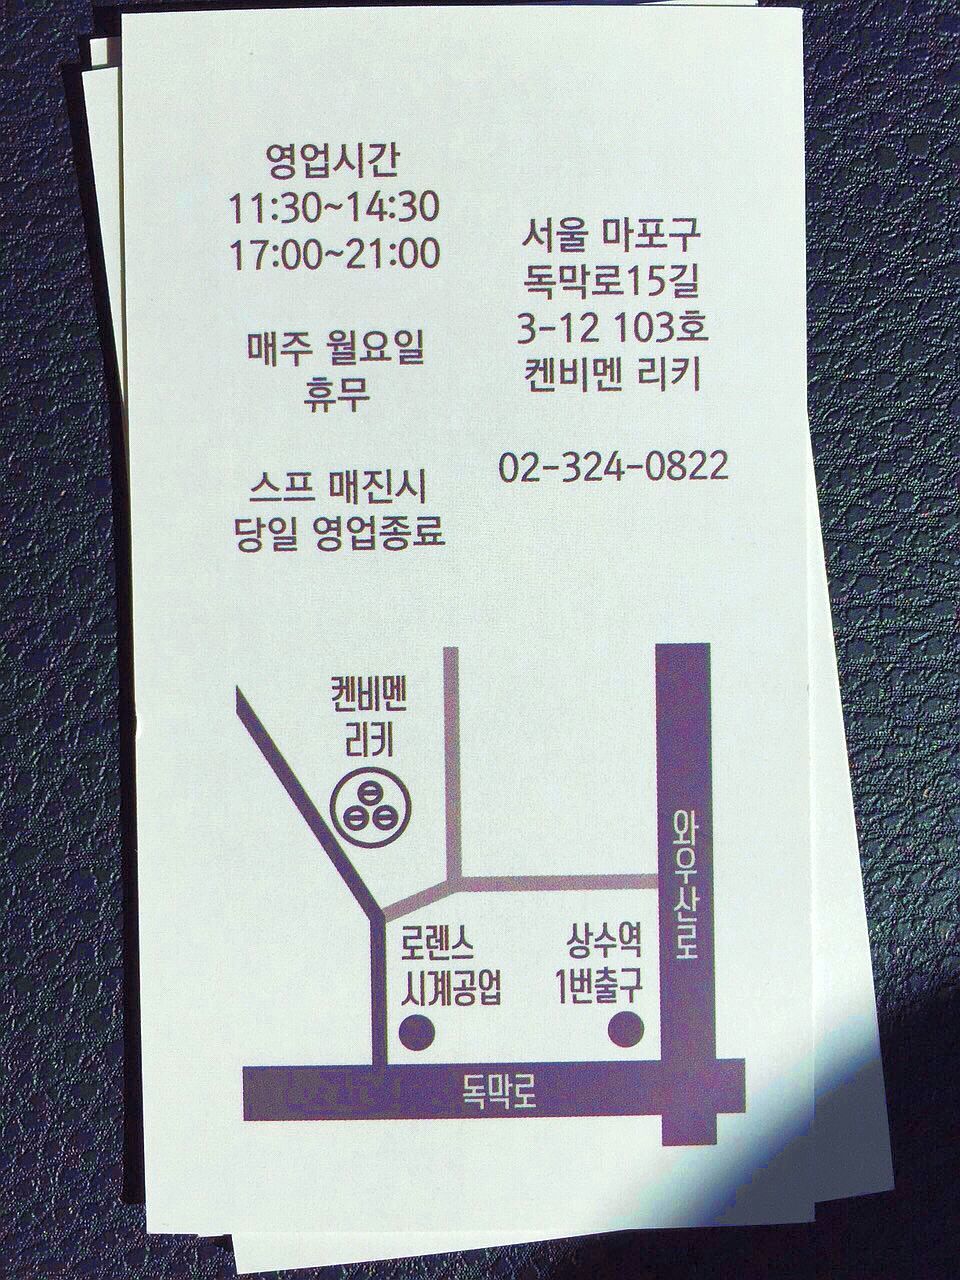 영업시간
11:30~14:30
17:00~21:00
매주 월요일
휴무
스프 매진시
당일 영업종료
서울 마포구
독막로15길
3-12 103호
켄비멘 리키
02-324-0822
켄비멘
리키
와우산로
로렌스
시계공업
상수역
1번출구
독막로